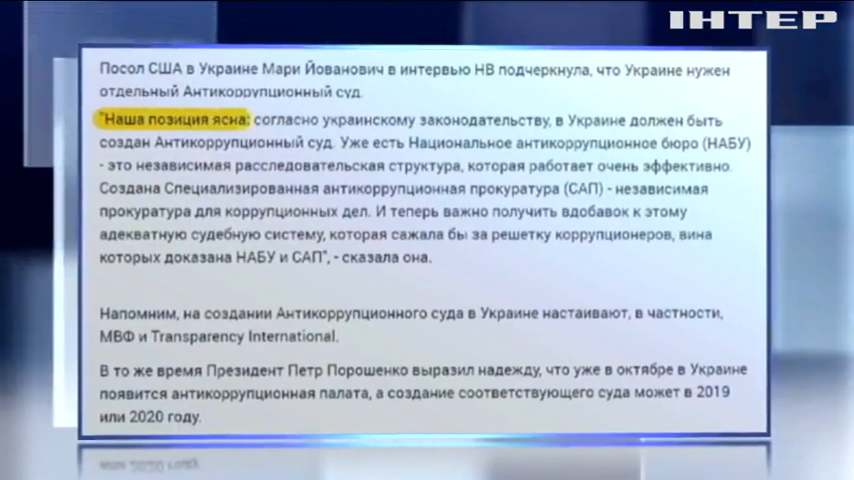 ІНТЕР
Посол США в Украине Мари Йованович в интервью НВ подчеркнула, что Украине нужен
отдельный Антикоррупционный суд.
"Наша позиция ясна: согласно украинскому законодательству, в Украине должен быть
создан Антикоррупционный суд. Уже есть Национальное антикоррупционное бюро (НАБУ)
- это независимая расследовательская структура, которая работает очень эффективно.
Создана Специализированная антикоррупционная прокуратура (САП) - независимая
прокуратура для коррупционных дел. И теперь важно получить вдобавок к этому
адекватную судебную систему, которая сажала бы за решетку коррупционеров, вина
которых доказана НАБУ и САП", - сказала она.
Напомним, на создании Антикоррупционного суда в Украине настаивают, в частности,
МВФ и Transparency International.
В то же время Президент Петр Порошенко выразил надежду, что уже в октябре в Украине
появится антикоррупционная палата, а создание соответствующего суда может в 2019
или 2020 году.